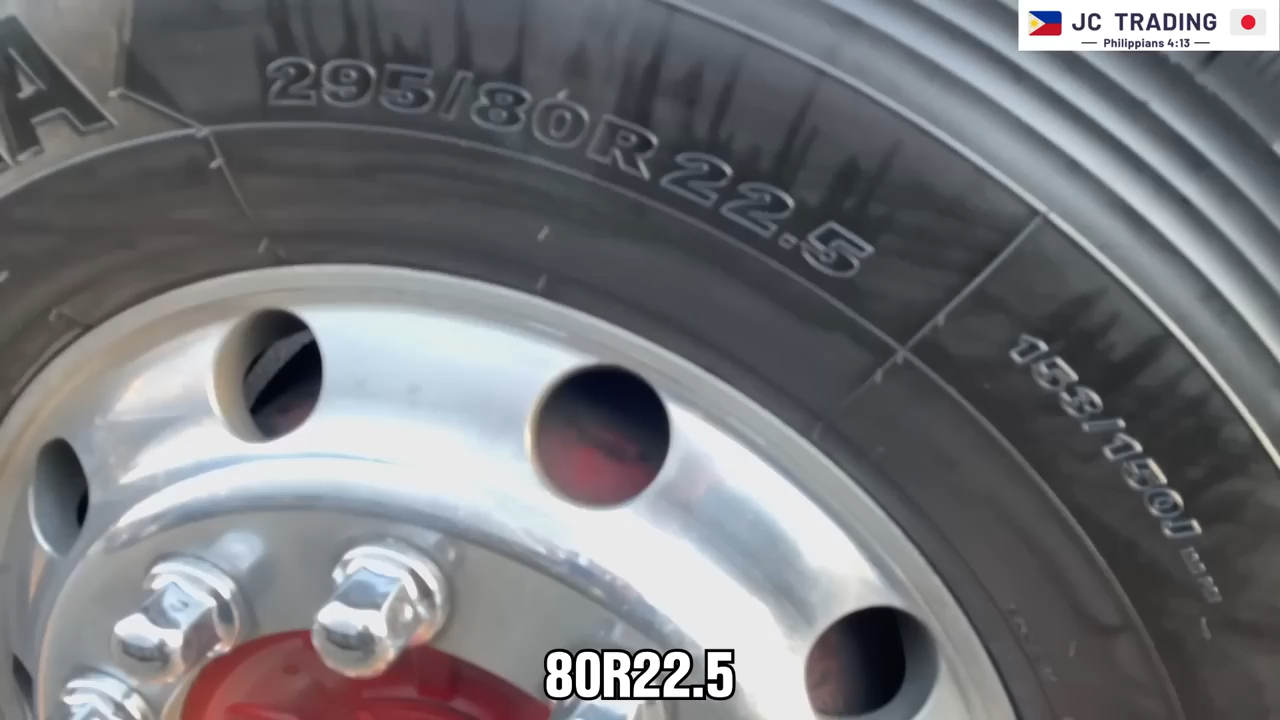 JC TRADING
Philippians 4:13
A
295/80R22.5
153/150J
80R22.5